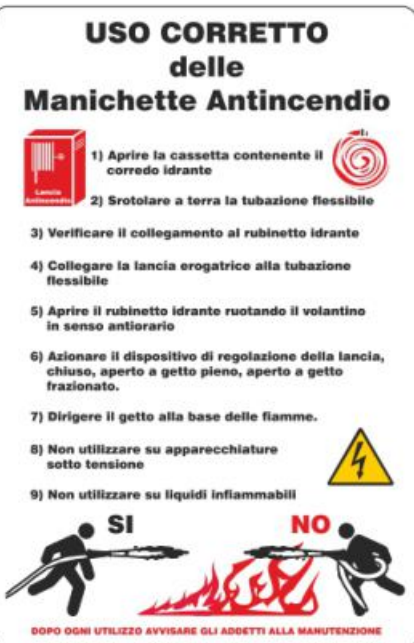 USO CORRETTO
delle
Manichette Antincendio
Lancia
Antincendio
1) Aprire la cassetta contenente il
corredo idrante
2) Srotolare a terra la tubazione flessibile
3) Verificare il collegamento al rubinetto idrante
4) Collegare la lancia erogatrice alla tubazione
flessibile
5) Aprire il rubinetto idrante ruotando il volantino
in senso antiorario
6) Azionare il dispositivo di regolazione della lancia,
chiuso, aperto a getto pieno, aperto a getto
frazionato.
7) Dirigere il getto alla base delle fiamme.
8) Non utilizzare su apparecchiature
sotto tensione
9) Non utilizzare su liquidi infiammabili
SI
NO
DOPO OGNI UTILIZZO AVVISARE GLI ADDETTI ALLA MANUTENZIONE